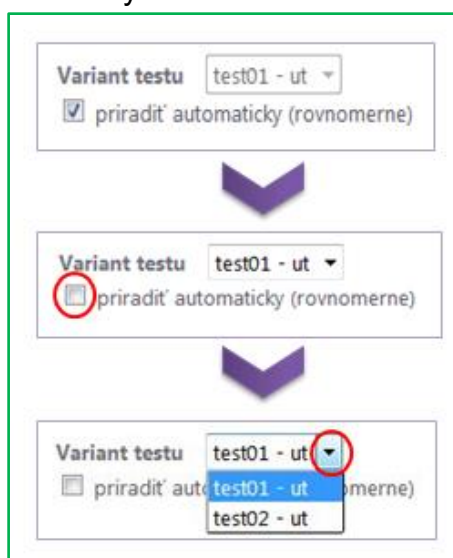 Variant testu test01 - ut
priradiť automaticky (rovnomerne)
Variant testu test01 - ut
priradiť automaticky (rovnomerne)
Variant testu test01 - ut
priradiť aut test01 - ut merne)
test02 - ut